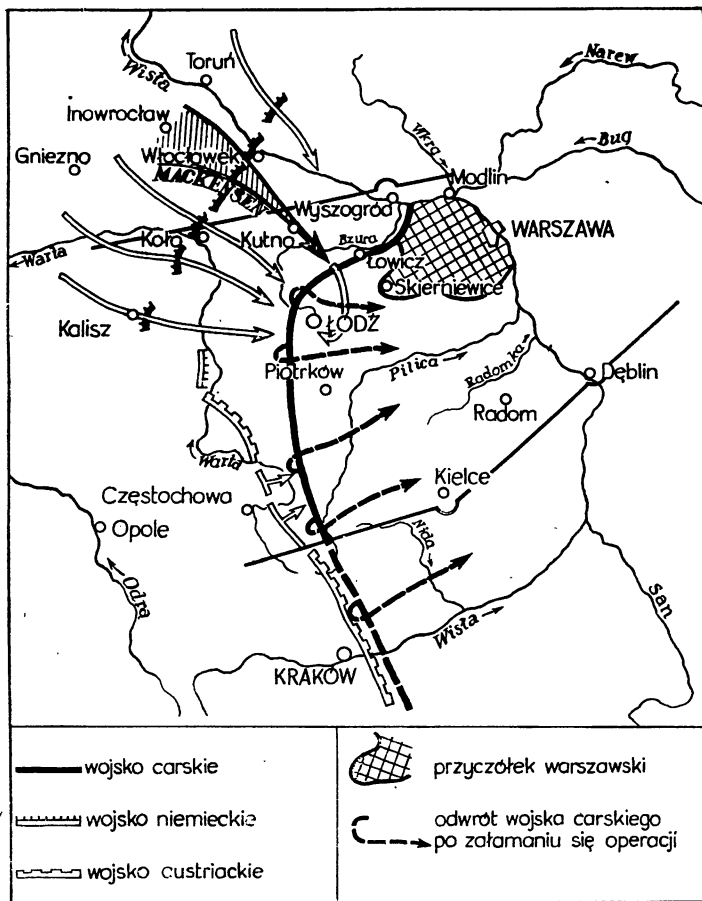 Toruń
Wisła
Narew
Inowrocław
Wkra
Bug
Gniezno
Włocławek
Modlin
MACKENSEN
Wyszogród
WARSZAWA
Koło
Kutno
Bzura
Warta
Łowicz
Skierniewice
Kalisz
ŁÓDŹ
Piotrków
Pilica
Radomka
Dęblin
Radom
Warta
Kielce
Częstochowa
Opole
Nida
Odra
San
Wisła
KRAKÓW
wojsko carskie
wojsko niemieckie
wojsko austriackie
przyczółek warszawski
odwrót wojska carskiego
po załamaniu się operacji